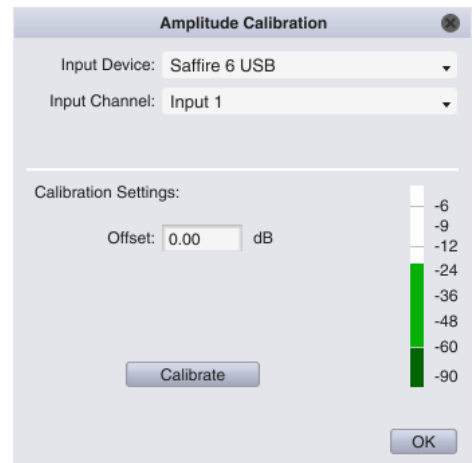 Amplitude Calibration
Input Device: Saffire 6 USB
Input Channel: Input 1
Calibration Settings:
Offset: 0.00 dB
-6
-9
-12
-24
-36
-48
-60
-90
Calibrate
OK